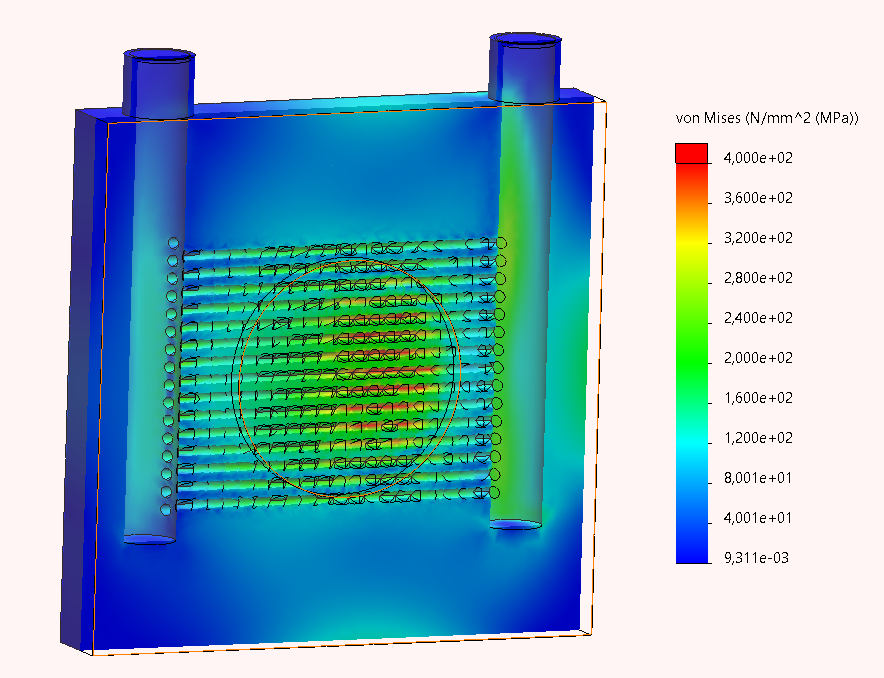 von Mises (N/mm^2 (MPa))
4,000e+02
3,600e+02
3,200e+02
2,800e+02
2,400e+02
2,000e+02
1,600e+02
1,200e+02
8,001e+01
4,001e+01
9,311e-03